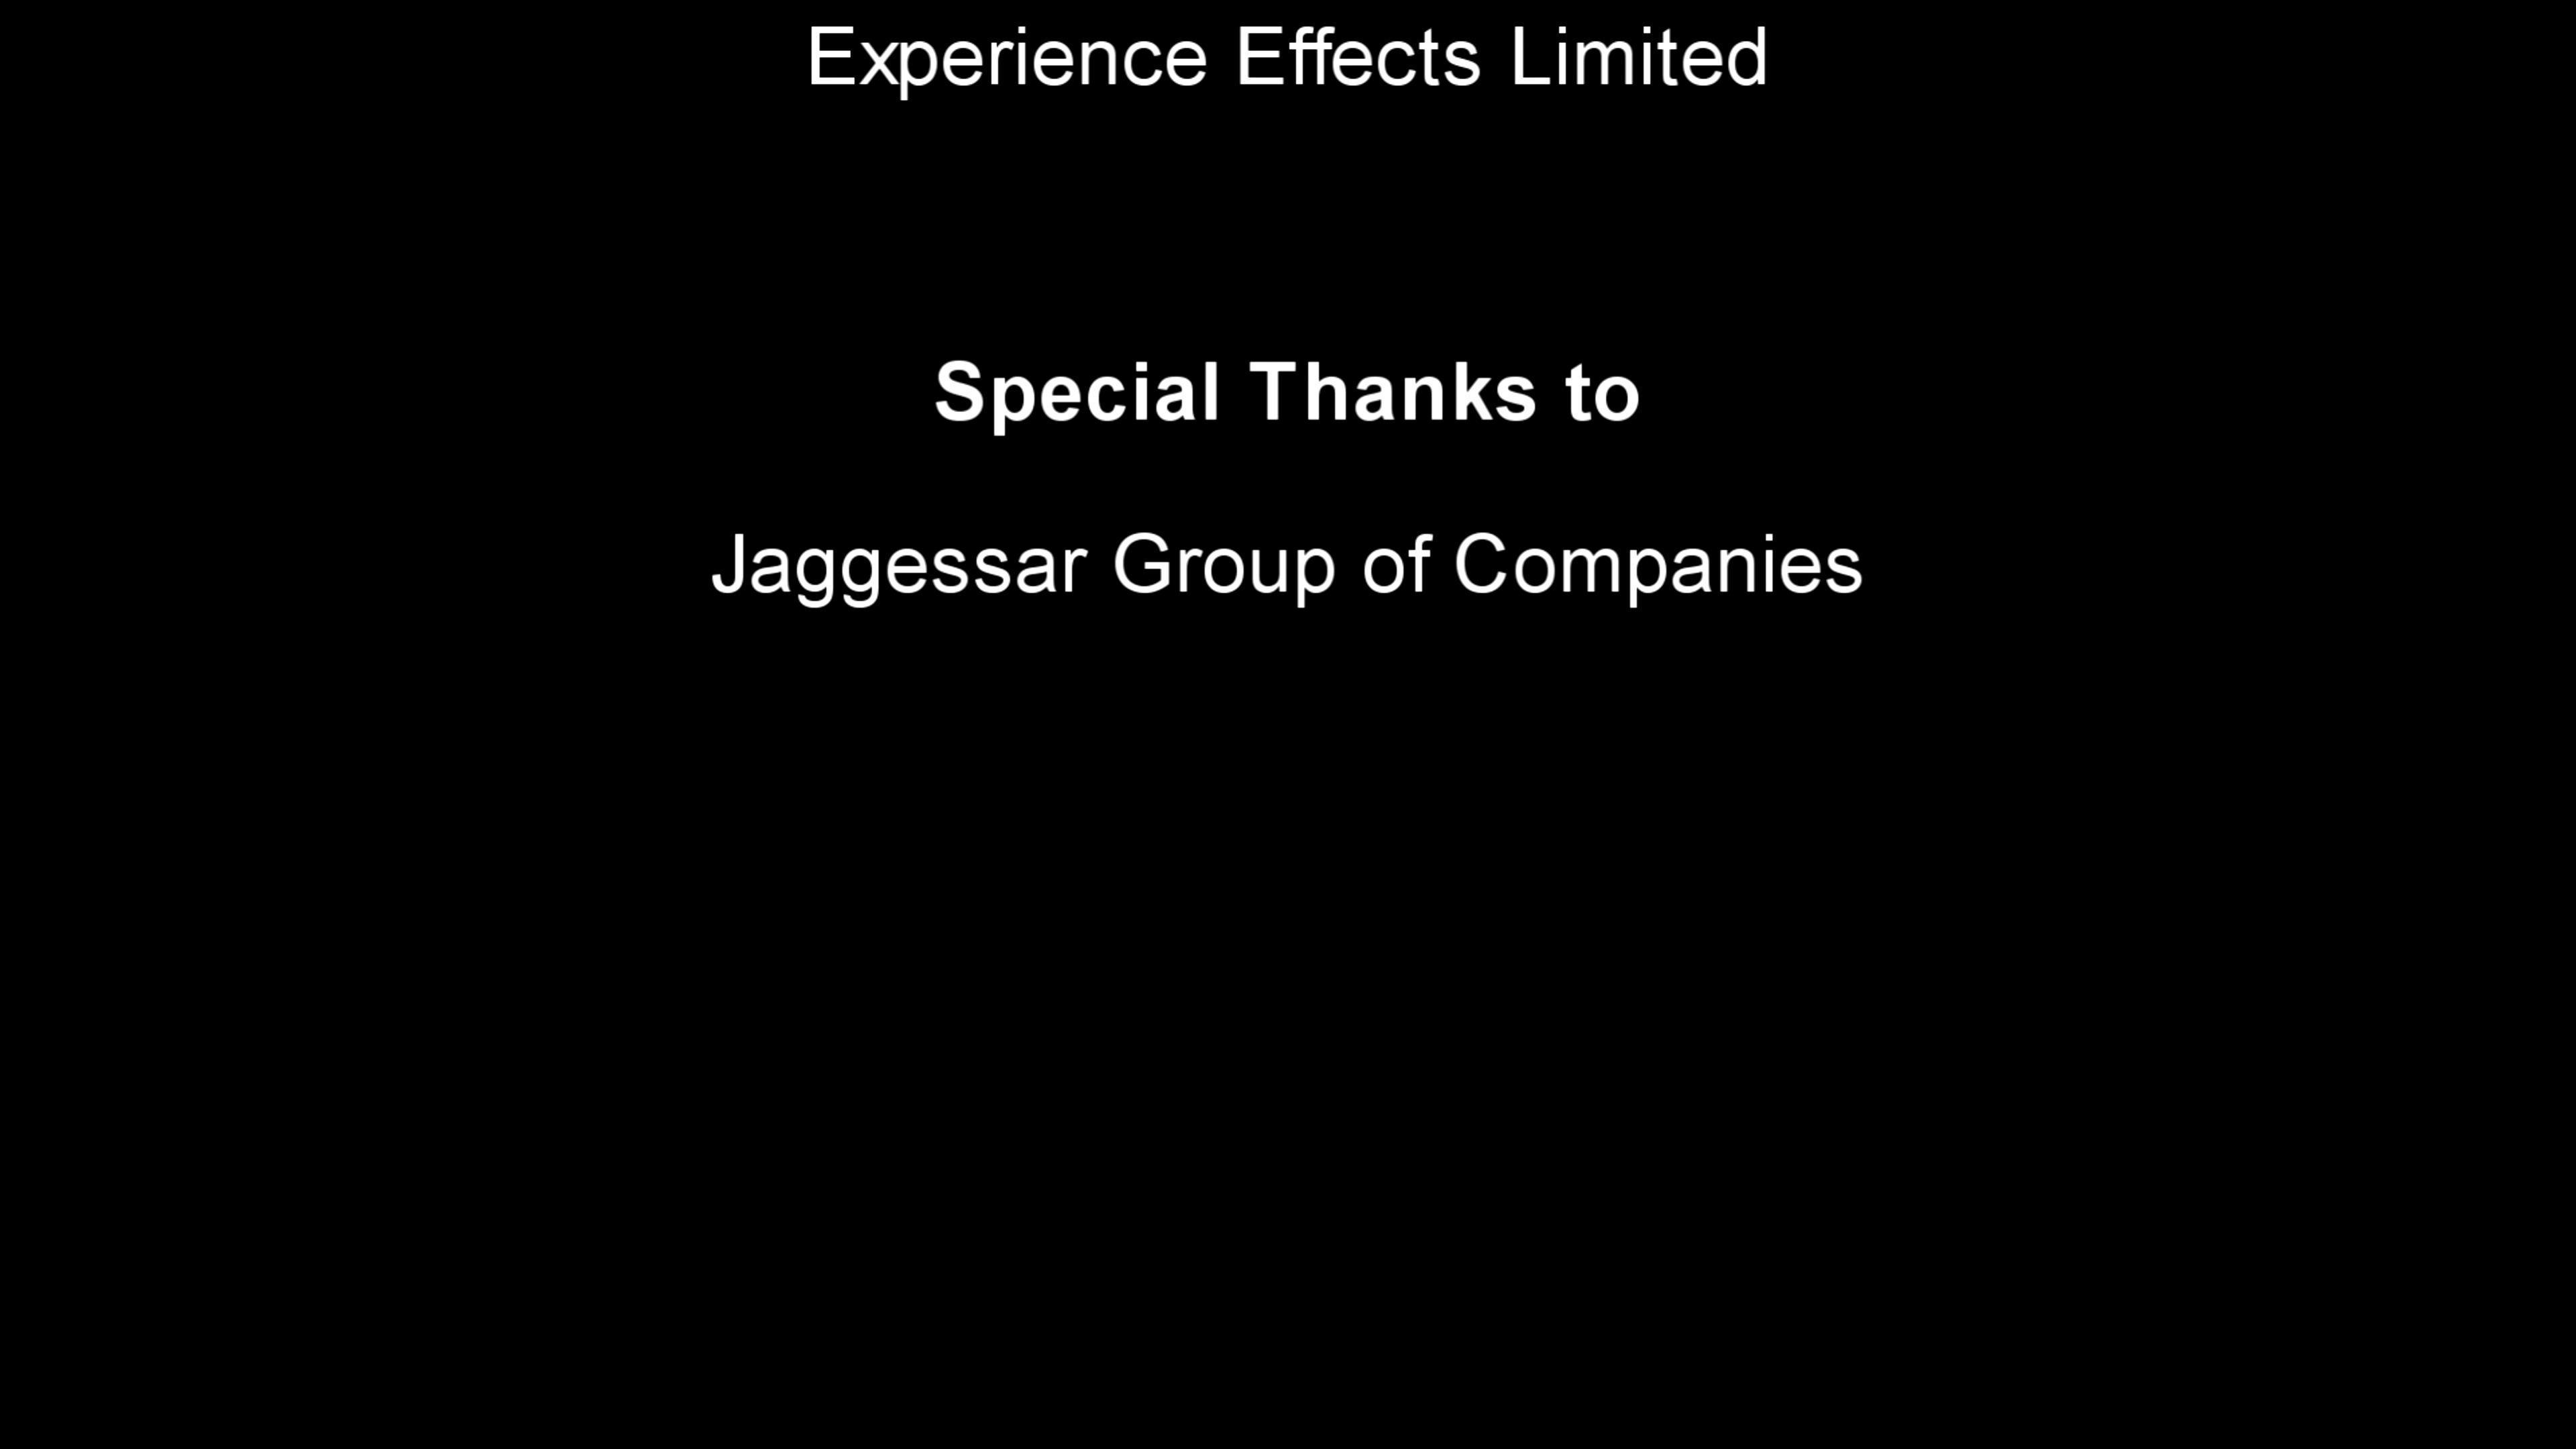 Experience Effects Limited
Special Thanks to
Jaggessar Group of Companies